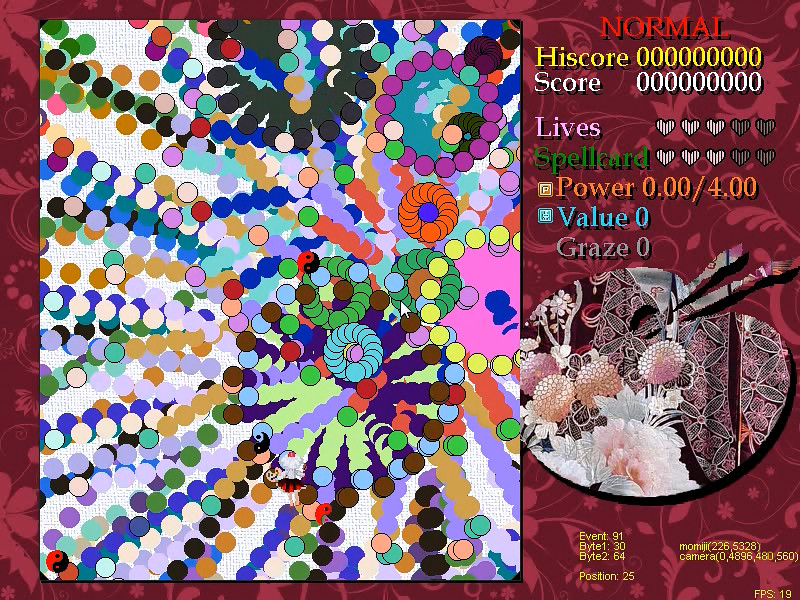 NORMAL
Hiscore 000000000
Score 000000000
Lives
Spellcard
Power 0.00/4.00
Value 0
Graze 0
Event: 91
Byte1: 30 momiji(226,5328)
Byte2: 64 camera(0,4896,480,560)
Position: 25
FPS: 19